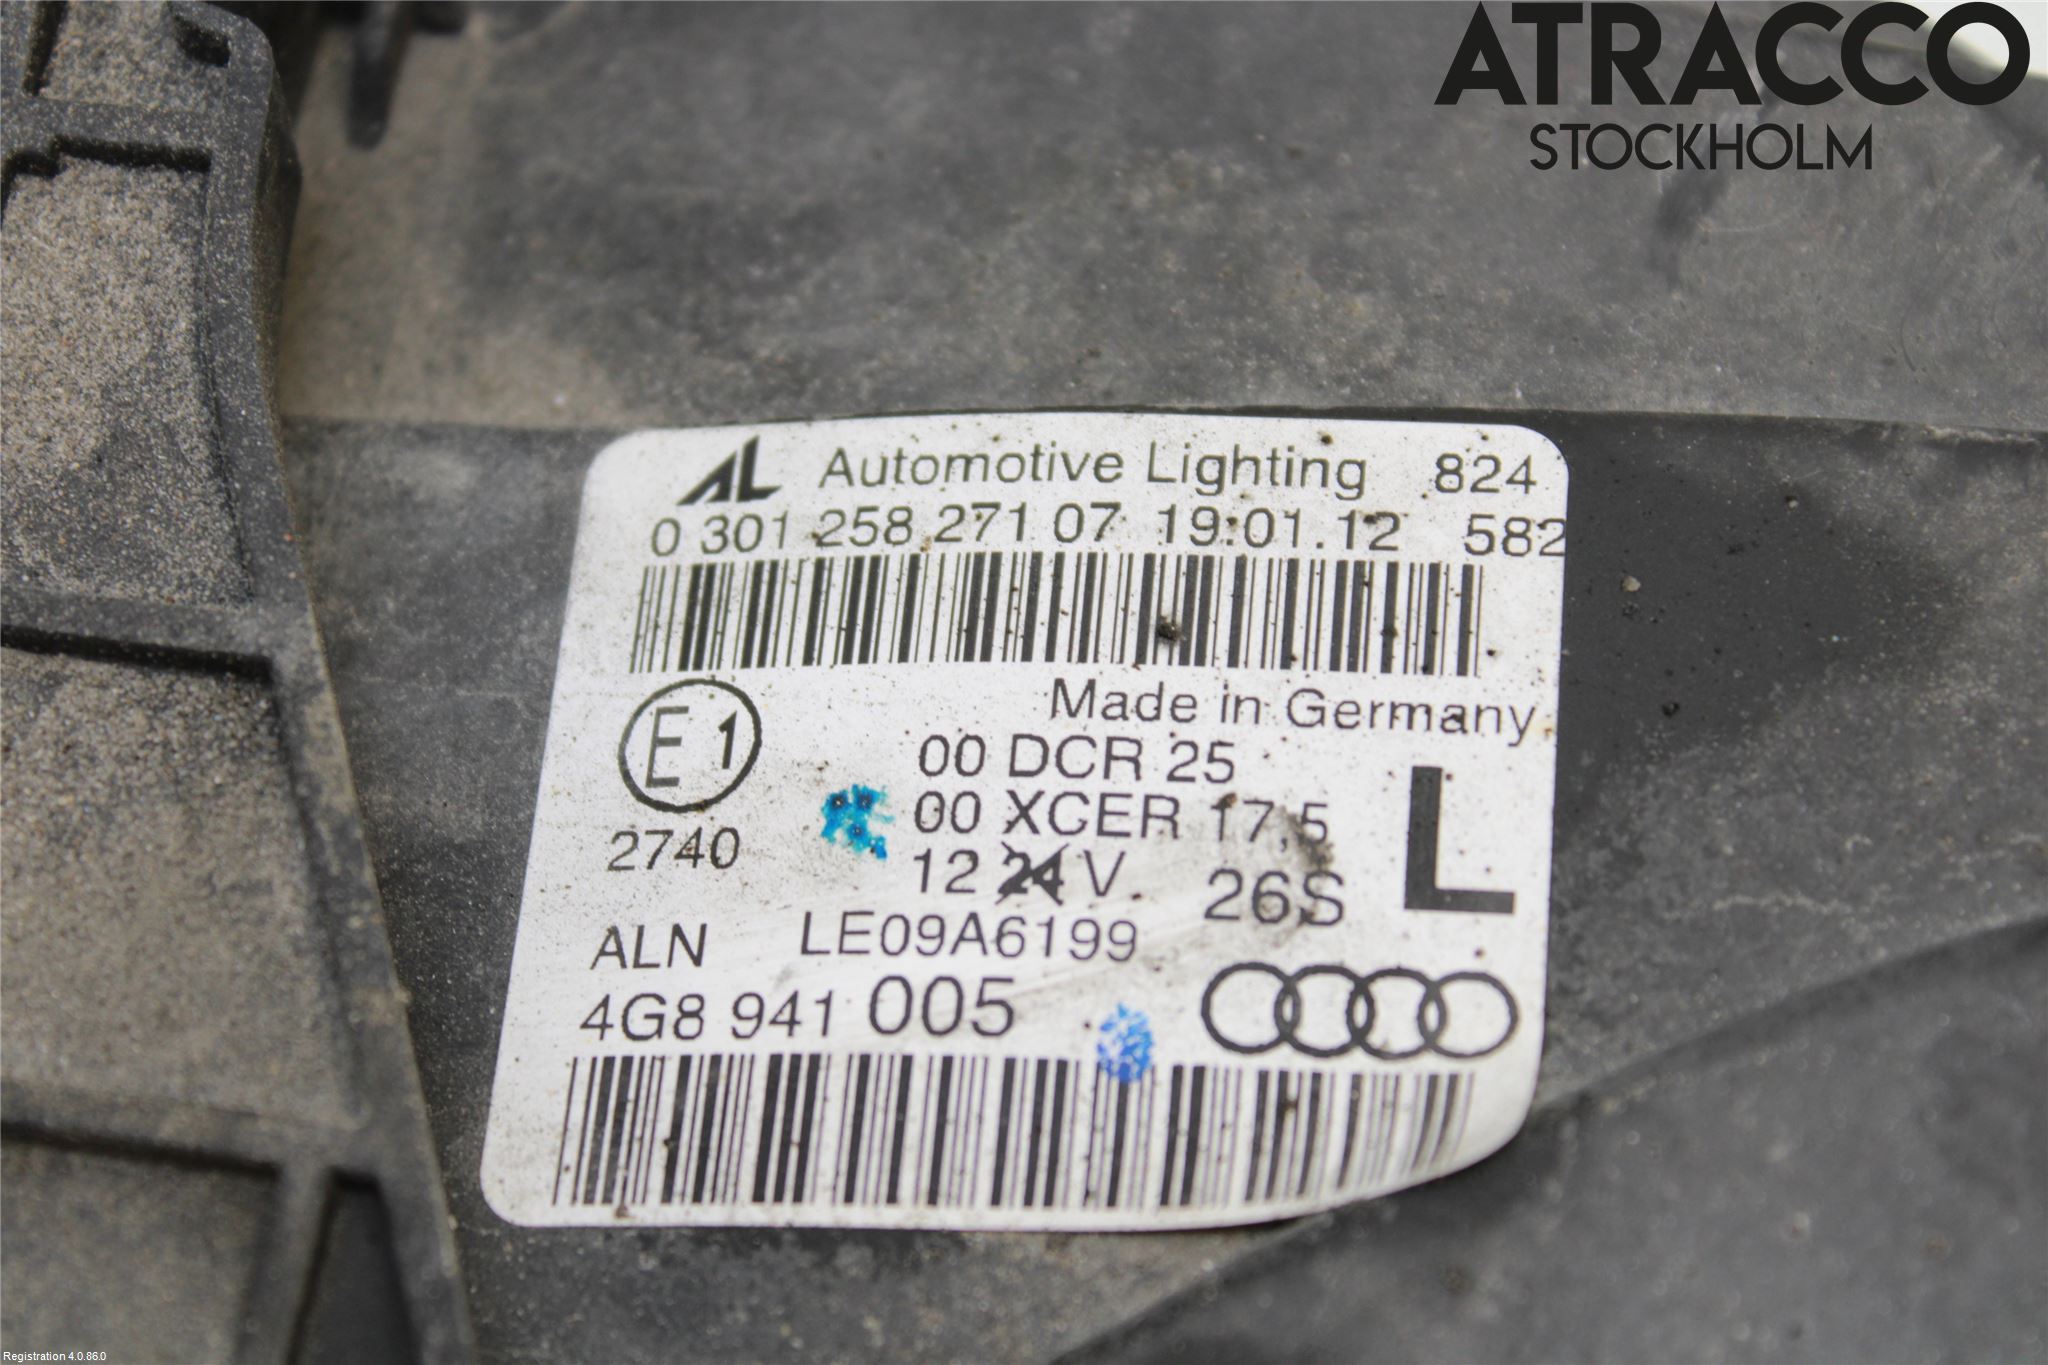 ATRACCO
STOCKHOLM
AL Automotive Lighting 824
0 301 258 271 07 19.01.12 582
Made in Germany
E1 00 DCR 25
2740 00 XCER 17,5 L
12 24 V 26S
ALN LE09A6199
4G8 941 005
Registration 4.0.86.0